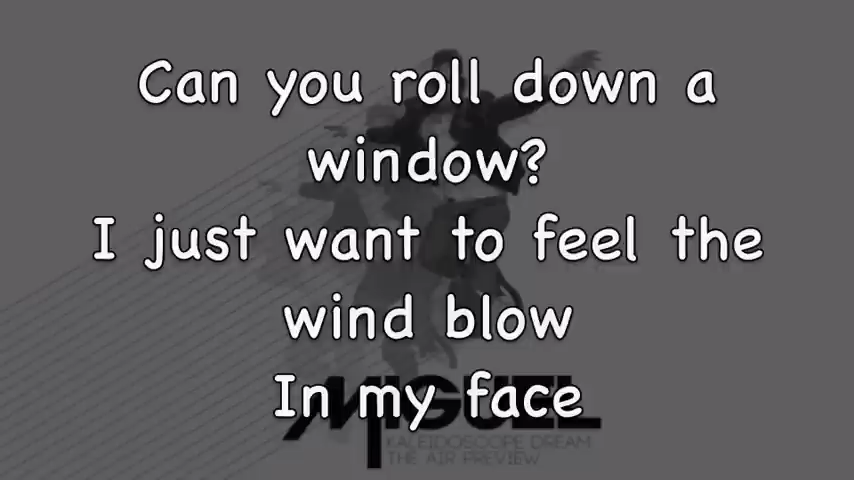 Can you roll down a
window?
I just want to feel the
wind blow
In my face
MIGUEL
KALEIDOSCOPE DREAM
THE AIR PREVIEW